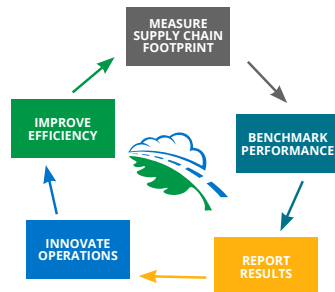 MEASURE
SUPPLY CHAIN
FOOTPRINT
IMPROVE
EFFICIENCY
BENCHMARK
PERFORMANCE
INNOVATE
OPERATIONS
REPORT
RESULTS